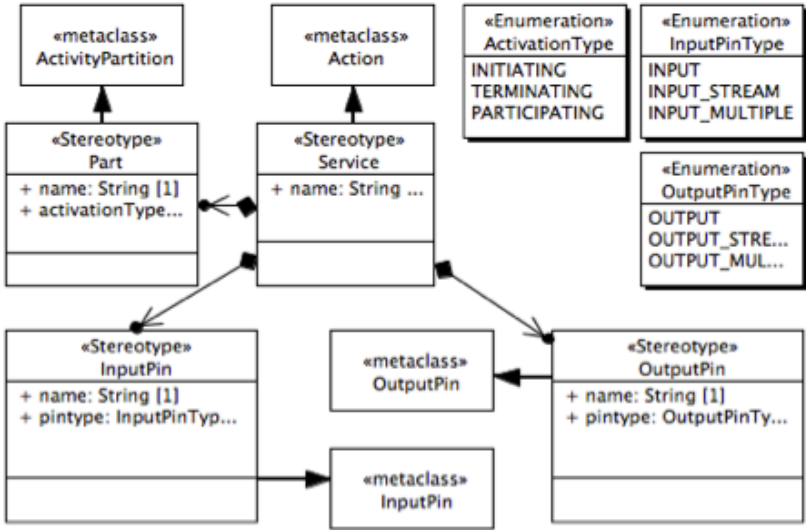 «metaclass»
ActivityPartition
«metaclass»
Action
«Enumeration»
ActivationType
INITIATING
TERMINATING
PARTICIPATING
«Enumeration»
InputPinType
INPUT
INPUT_STREAM
INPUT_MULTIPLE
«Stereotype»
Part
+ name: String [1]
+ activationType...
«Stereotype»
Service
+ name: String ...
«Enumeration»
OutputPinType
OUTPUT
OUTPUT_STRE...
OUTPUT_MUL...
«Stereotype»
InputPin
+ name: String [1]
+ pintype: InputPinTyp...
«metaclass»
OutputPin
«Stereotype»
OutputPin
+ name: String [1]
+ pintype: OutputPinTy...
«metaclass»
InputPin